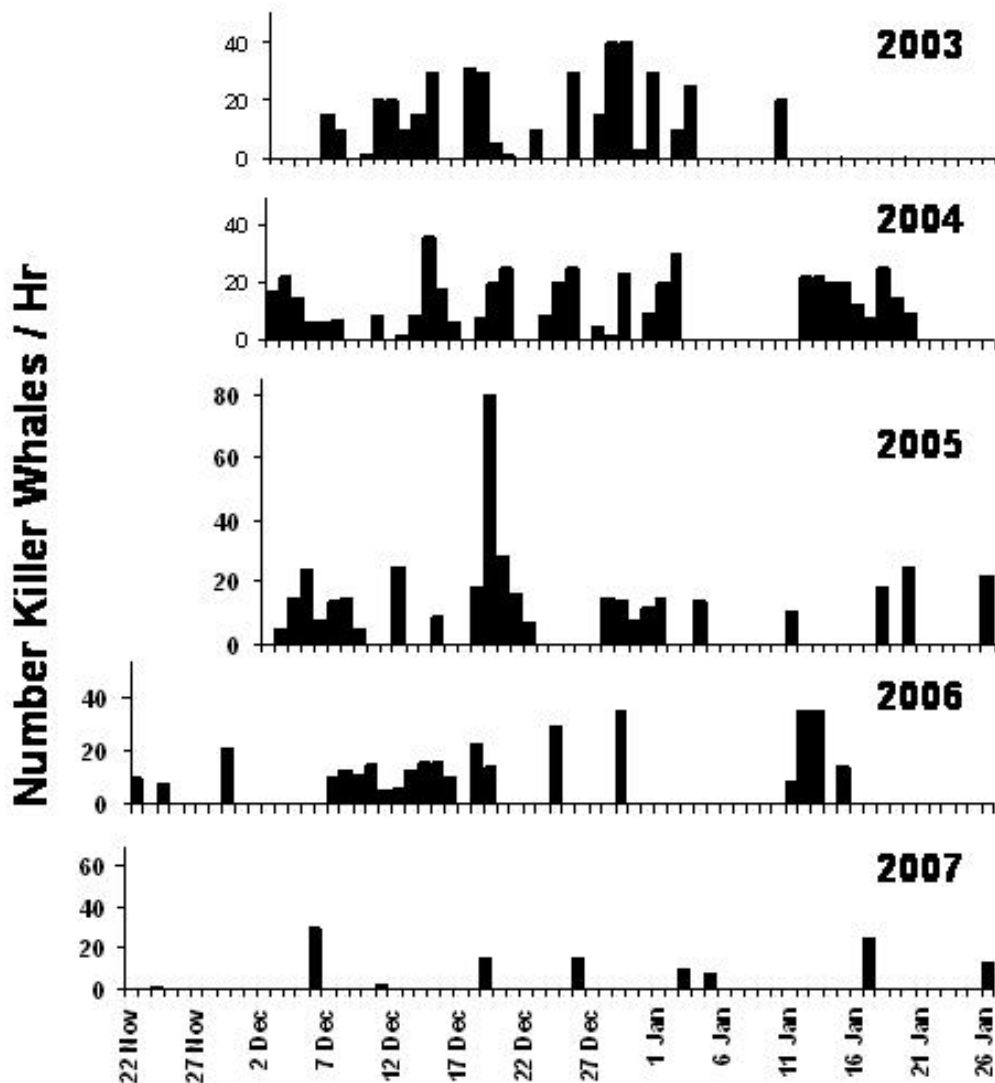 Number Killer Whales / Hr
2003
40
20
0
2004
40
20
0
2005
80
60
40
20
0
2006
40
20
0
2007
60
40
20
0
22 Nov
27 Nov
2 Dec
7 Dec
12 Dec
17 Dec
22 Dec
27 Dec
1 Jan
6 Jan
11 Jan
16 Jan
21 Jan
26 Jan